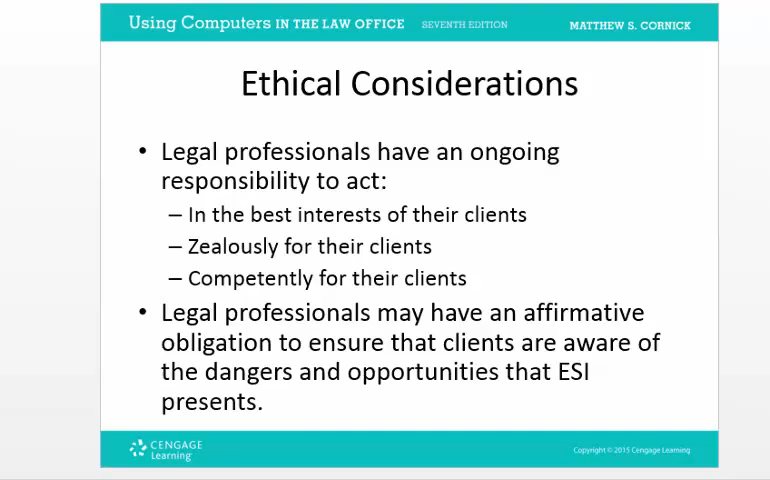 Using Computers IN THE LAW OFFICE SEVENTH EDITION MATTHEW S. CORNICK
Ethical Considerations
• Legal professionals have an ongoing
responsibility to act:
– In the best interests of their clients
– Zealously for their clients
– Competently for their clients
• Legal professionals may have an affirmative
obligation to ensure that clients are aware of
the dangers and opportunities that ESI
presents.
CENGAGE
Learning™
Copyright © 2015 Cengage Learning